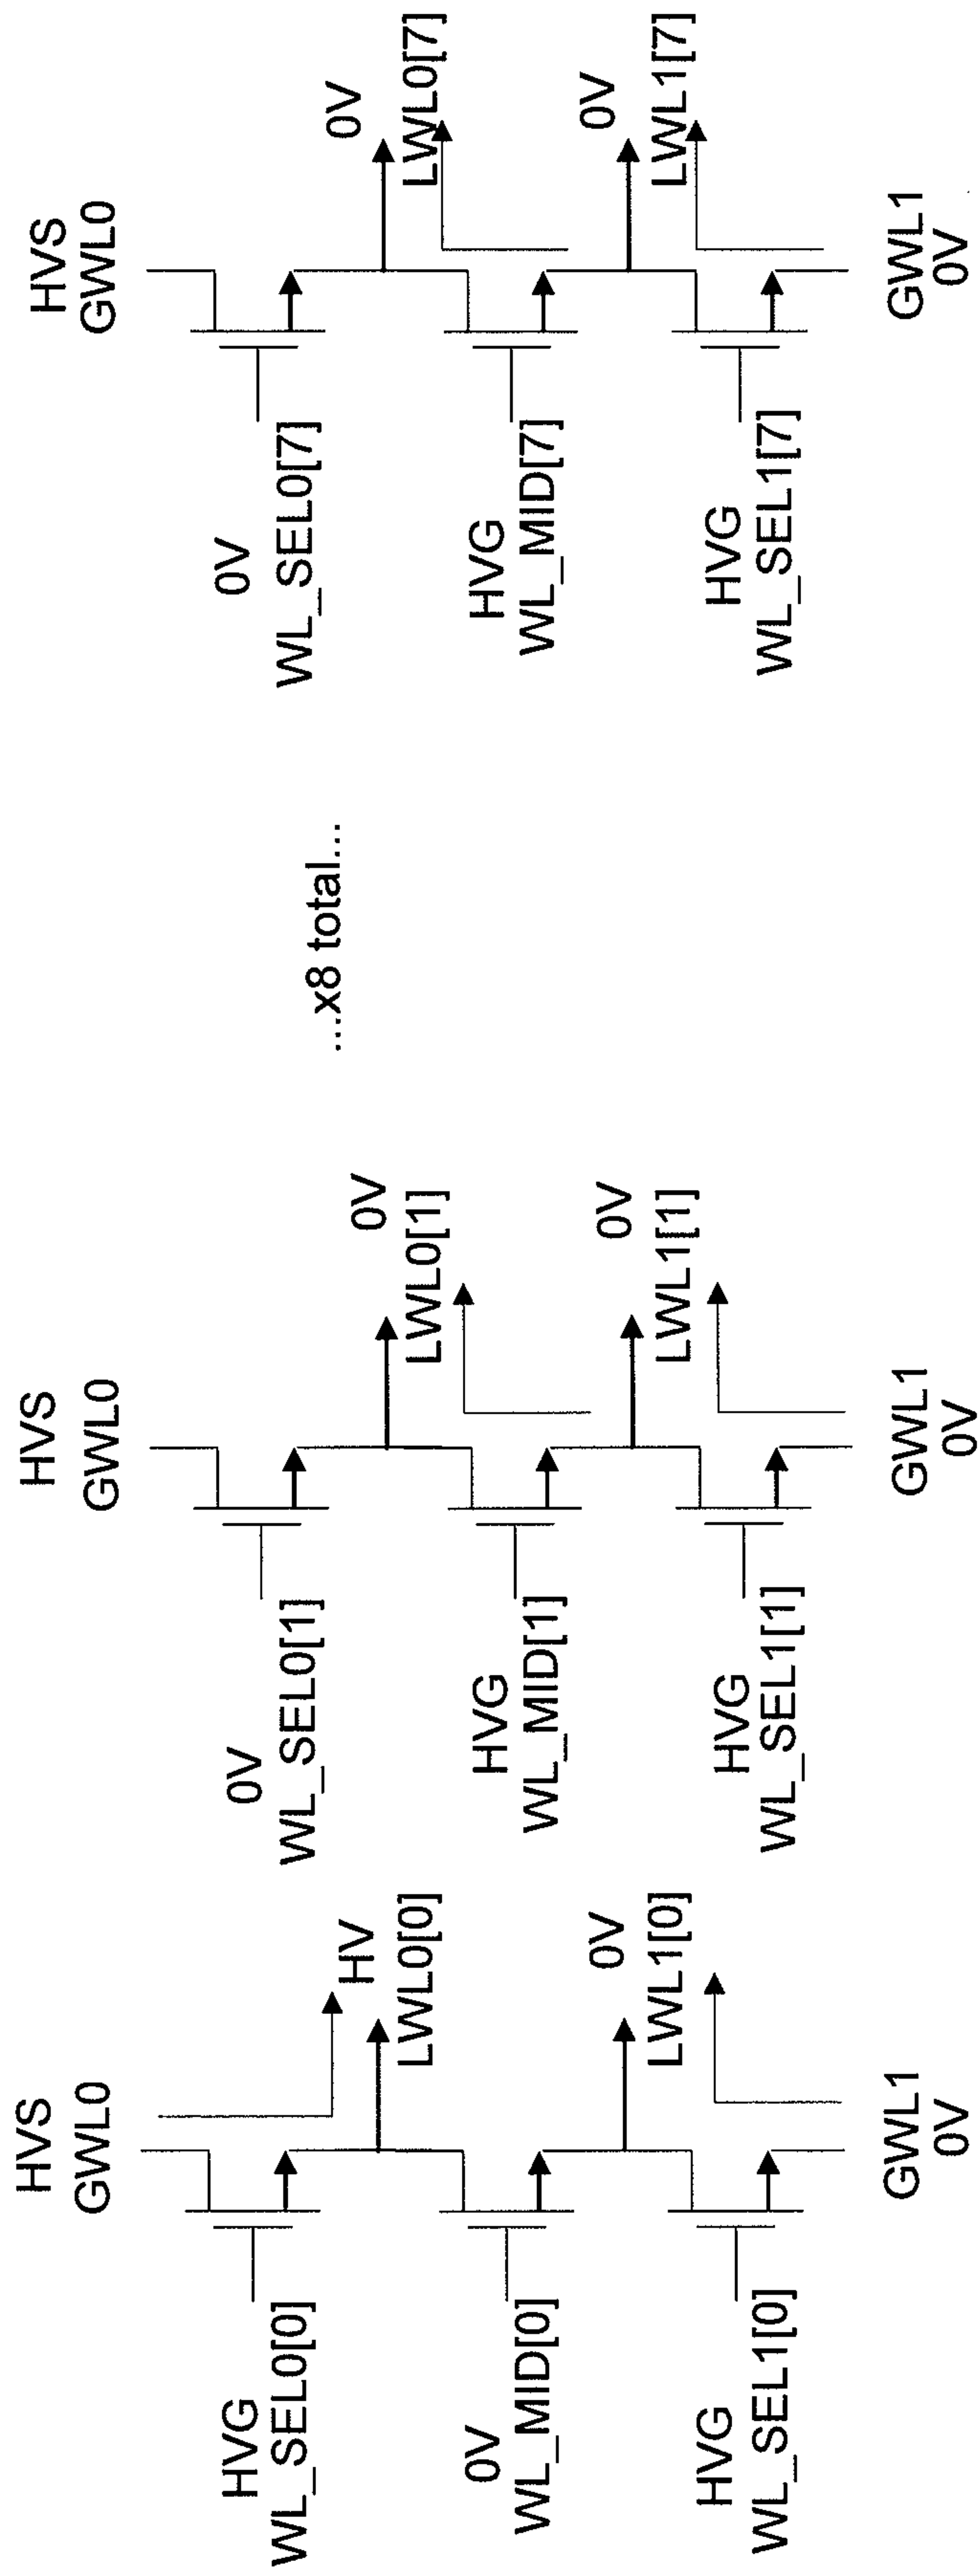 HVS
GWL0
HVG
WL_SEL0[0]
HV
LWL0[0]
0V
WL_MID[0]
0V
LWL1[0]
HVG
WL_SEL1[0]
GWL1
0V
HVS
GWL0
0V
WL_SEL0[1]
0V
LWL0[1]
HVG
WL_MID[1]
0V
LWL1[1]
HVG
WL_SEL1[1]
GWL1
0V
...x8 total...
HVS
GWL0
0V
WL_SEL0[7]
0V
LWL0[7]
HVG
WL_MID[7]
0V
LWL1[7]
HVG
WL_SEL1[7]
GWL1
0V